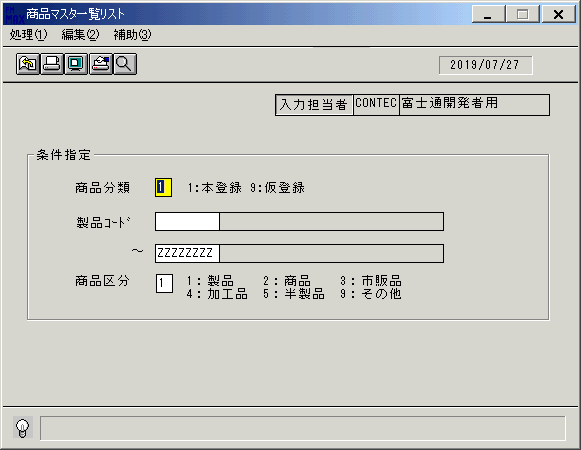 商品マスタ一覧リスト
処理(1) 編集(2) 補助(3)
2019/07/27
入力担当者 CONTEC 富士通開発者用
条件指定
商品分類 1 1:本登録 9:仮登録
製品ｺｰﾄﾞ
～ ZZZZZZZZ
商品区分 1 1：製品 2：商品 3：市販品
4：加工品 5：半製品 9：その他